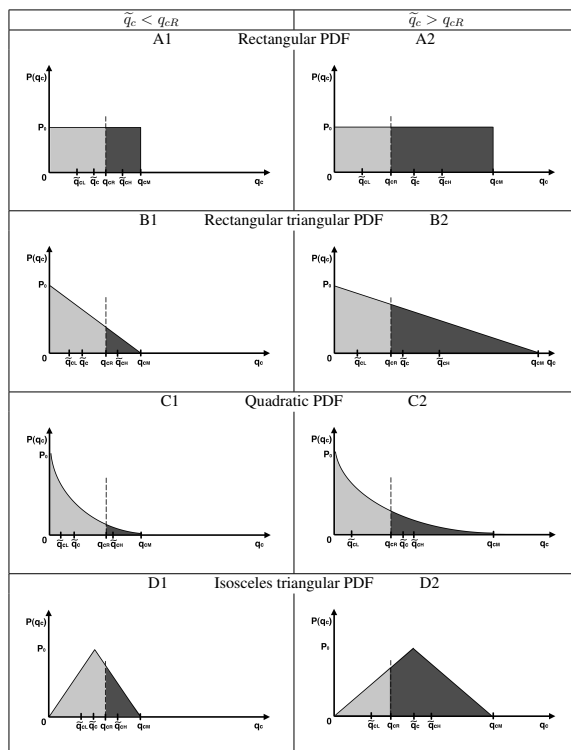 q̃c < qcR q̃c > qcR
A1 Rectangular PDF A2
P(qc) P(qc)
P₀ P₀
0 q̃cL q̃c qcR q̃cH qcM qc 0 q̃cL qcR q̃c q̃cH qcM qc
B1 Rectangular triangular PDF B2
P(qc) P(qc)
P₀ P₀
0 q̃cL q̃c qcR q̃cH qcM qc 0 q̃cL qcR q̃c q̃cH qcM qc
C1 Quadratic PDF C2
P(qc) P(qc)
P₀ P₀
0 q̃cL q̃c qcR q̃cH qcM qc 0 q̃cL qcR q̃c q̃cH qcM qc
D1 Isosceles triangular PDF D2
P(qc) P(qc)
P₀ P₀
0 q̃cL q̃c qcR q̃cH qcM qc 0 q̃cL qcR q̃c q̃cH qcM qc